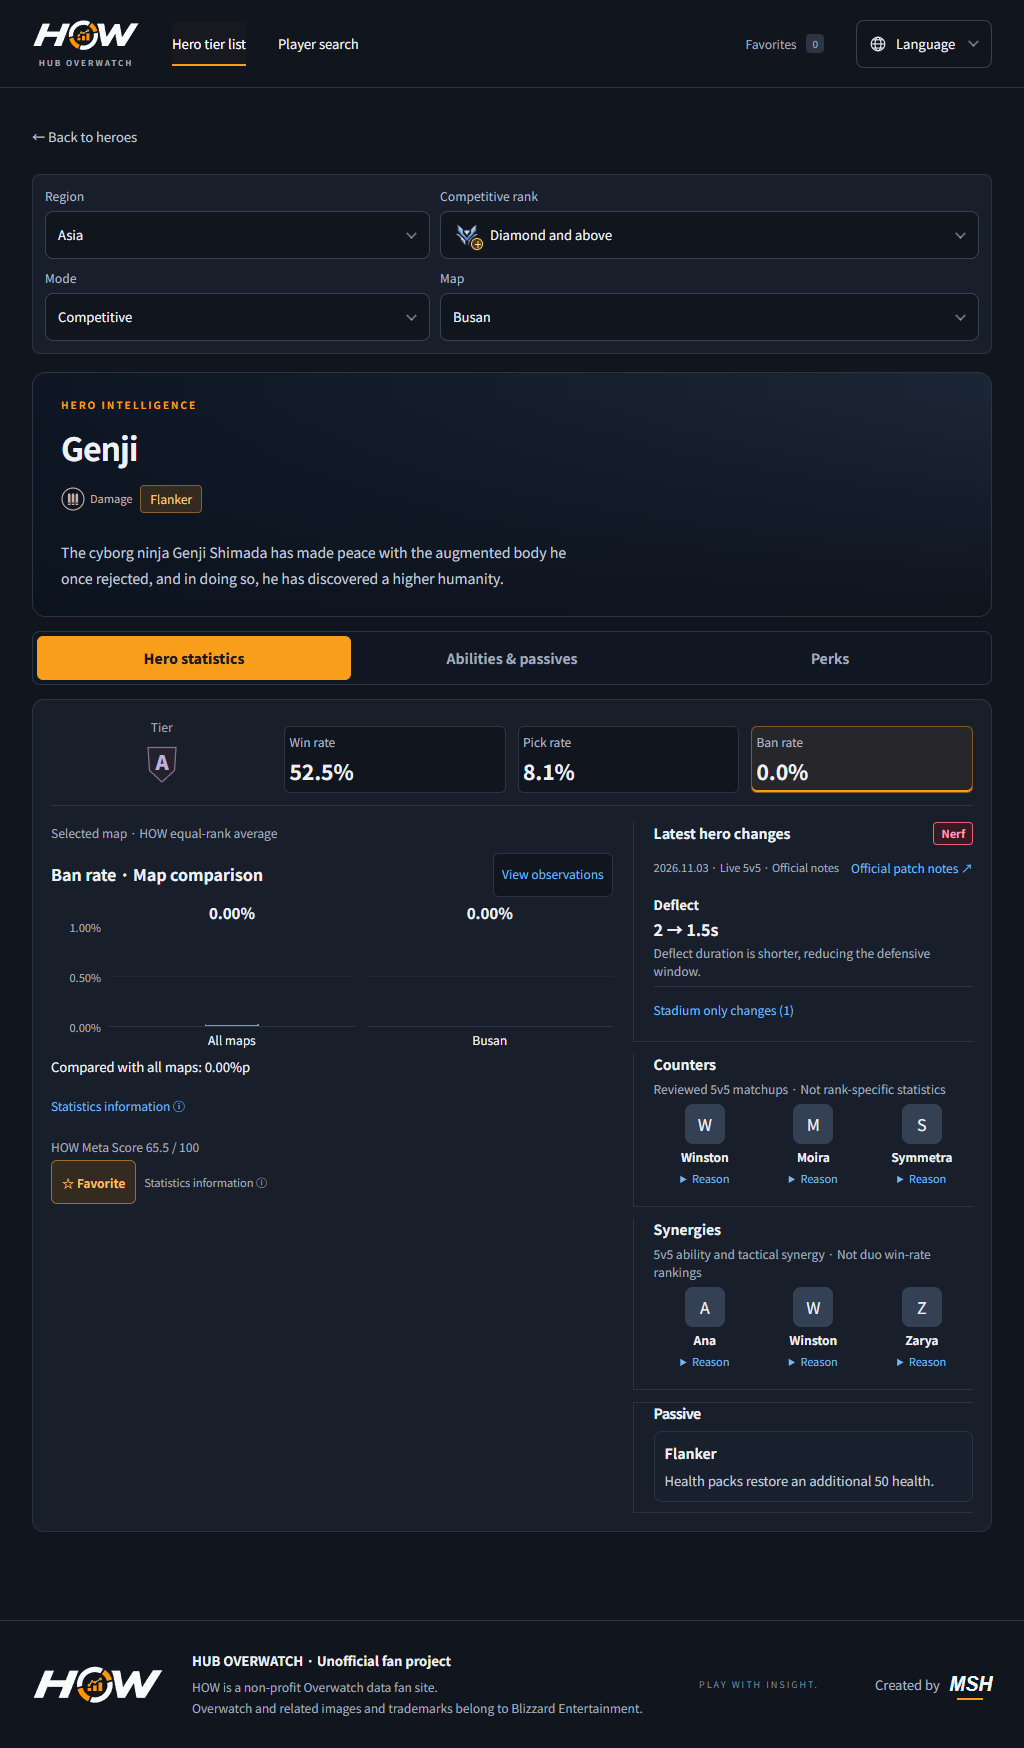 HOW
HUB OVERWATCH
Hero tier list
Player search
Favorites 0
Language
← Back to heroes
Region
Competitive rank
Asia
Diamond and above
Mode
Map
Competitive
Busan
HERO INTELLIGENCE
Genji
Damage
Flanker
The cyborg ninja Genji Shimada has made peace with the augmented body he
once rejected, and in doing so, he has discovered a higher humanity.
Hero statistics
Abilities & passives
Perks
Tier
A
Win rate
52.5%
Pick rate
8.1%
Ban rate
0.0%
Selected map · HOW equal-rank average
Ban rate · Map comparison
View observations
0.00%
0.00%
1.00%
0.50%
0.00%
All maps
Busan
Compared with all maps: 0.00%p
Statistics information ⓘ
HOW Meta Score 65.5 / 100
☆ Favorite
Statistics information ⓘ
Latest hero changes
Nerf
2026.11.03 · Live 5v5 · Official notes
Official patch notes ↗
Deflect
2 → 1.5s
Deflect duration is shorter, reducing the defensive
window.
Stadium only changes (1)
Counters
Reviewed 5v5 matchups · Not rank-specific statistics
W
M
S
Winston
Moira
Symmetra
▶ Reason
▶ Reason
▶ Reason
Synergies
5v5 ability and tactical synergy · Not duo win-rate
rankings
A
W
Z
Ana
Winston
Zarya
▶ Reason
▶ Reason
▶ Reason
Passive
Flanker
Health packs restore an additional 50 health.
HOW
HUB OVERWATCH · Unofficial fan project
HOW is a non-profit Overwatch data fan site.
Overwatch and related images and trademarks belong to Blizzard Entertainment.
PLAY WITH INSIGHT.
Created by MSH